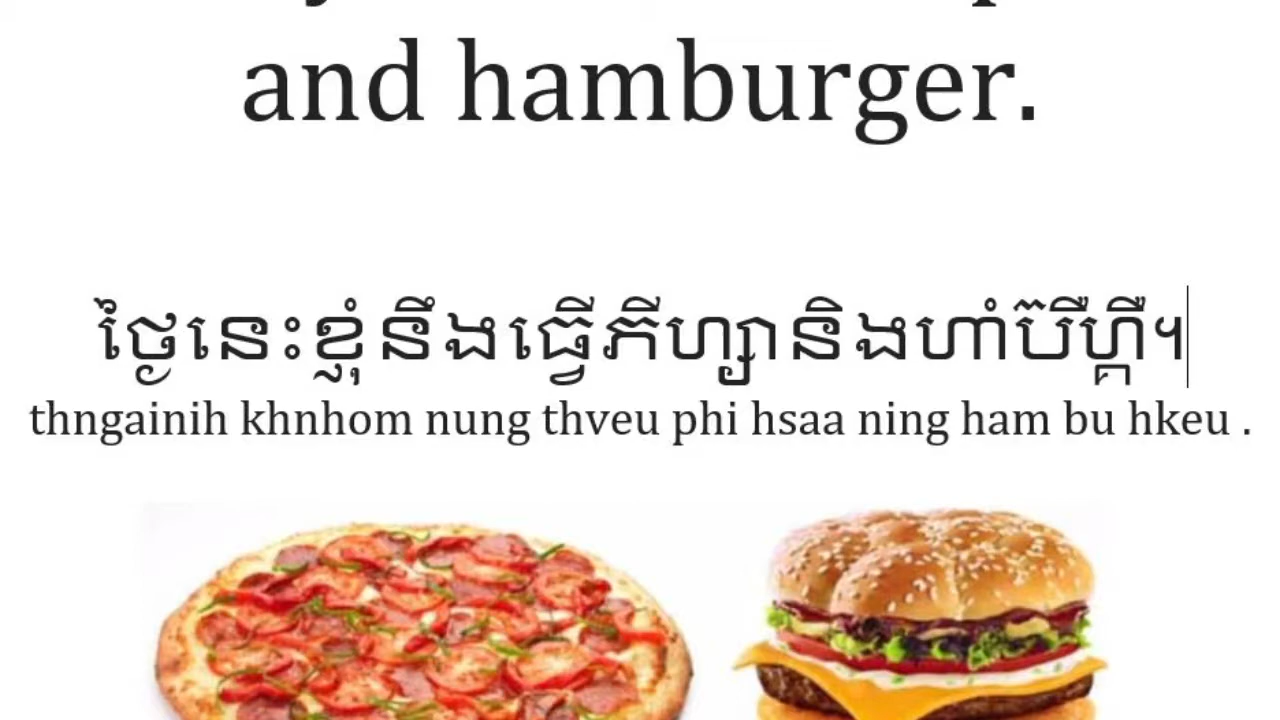 and hamburger.
ថ្ងៃនេះខ្ញុំនឹងធ្វើភីហ្សានិងហាំប៊ឺហ្គឺ។
thngainih khnhom nung thveu phi hsaa ning ham bu hkeu .